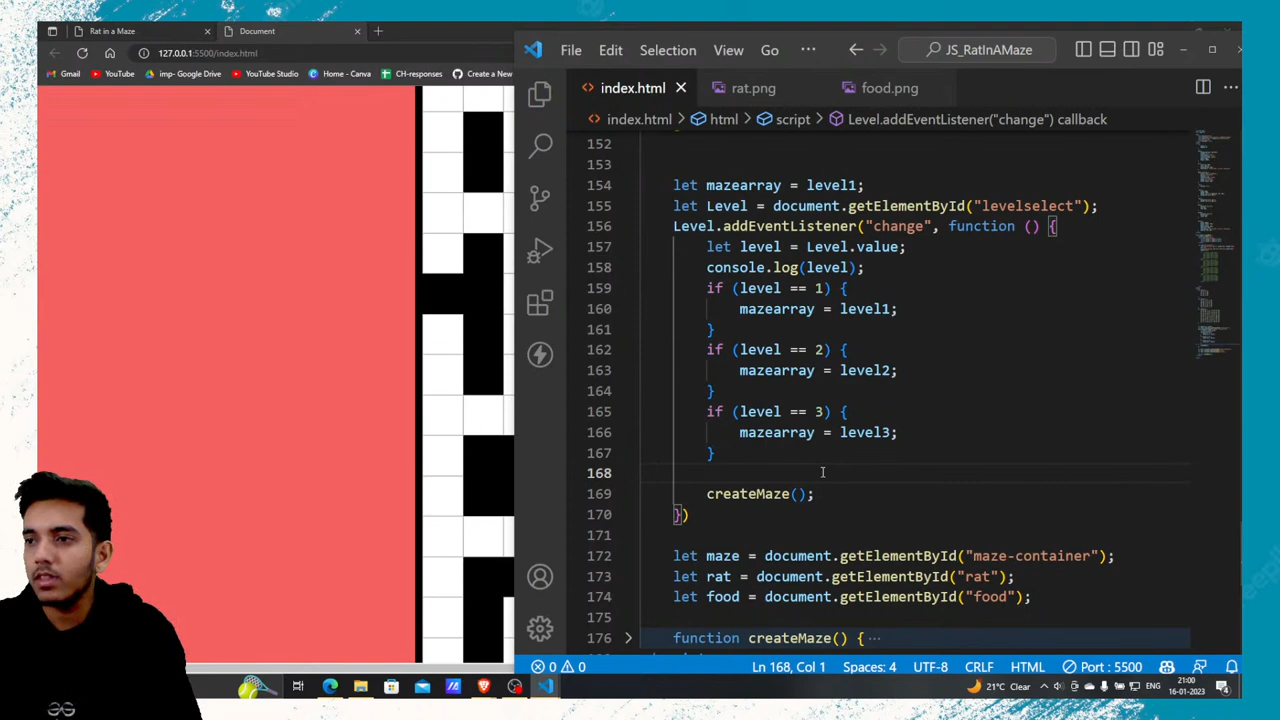 Rat in a Maze
Document
127.0.0.1:5500/index.html
Gmail
YouTube
imp- Google Drive
YouTube Studio
Home - Canva
CH-responses
Create a New
File Edit Selection View Go ··· JS_RatInAMaze
index.html rat.png food.png
index.html > html > script > Level.addEventListener("change") callback
152
153
154 let mazearray = level1;
155 let Level = document.getElementById("levelselect");
156 Level.addEventListener("change", function () {
157 let level = Level.value;
158 console.log(level);
159 if (level == 1) {
160 mazearray = level1;
161 }
162 if (level == 2) {
163 mazearray = level2;
164 }
165 if (level == 3) {
166 mazearray = level3;
167 }
168
169 createMaze();
170 })
171
172 let maze = document.getElementById("maze-container");
173 let rat = document.getElementById("rat");
174 let food = document.getElementById("food");
175
176 function createMaze() { ···
0 0 Ln 168, Col 1 Spaces: 4 UTF-8 CRLF HTML Port : 5500
21°C Clear ENG 21:00
16-01-2023 4